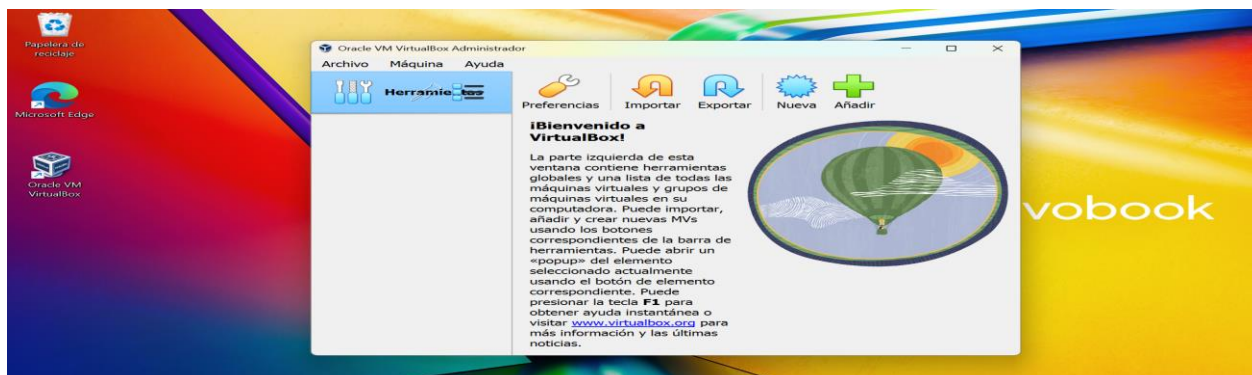 Papelera de
reciclaje
Microsoft Edge
Oracle VM
VirtualBox
Oracle VM VirtualBox Administrador
Archivo Máquina Ayuda
Herramientas
Preferencias Importar Exportar Nueva Añadir
¡Bienvenido a
VirtualBox!
La parte izquierda de esta
ventana contiene herramientas
globales y una lista de todas las
máquinas virtuales y grupos de
máquinas virtuales en su
computadora. Puede importar,
añadir y crear nuevas MVs
usando los botones
correspondientes de la barra de
herramientas. Puede abrir un
«popup» del elemento
seleccionado actualmente
usando el botón de elemento
correspondiente. Puede
presionar la tecla F1 para
obtener ayuda instantánea o
visitar www.virtualbox.org para
más información y las últimas
noticias.
vobook